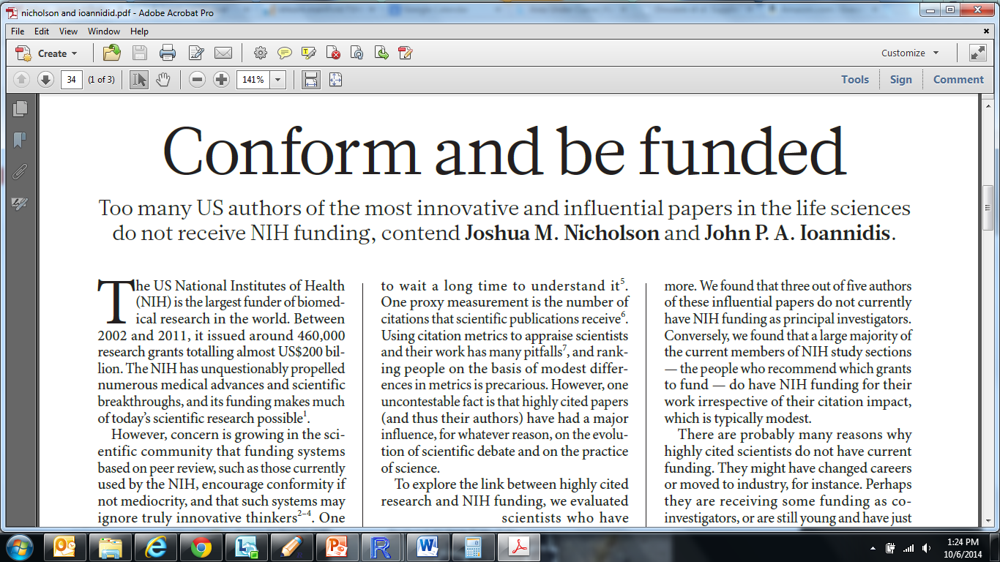 nicholson and ioannidid.pdf - Adobe Acrobat Pro
File Edit View Window Help
Create
Customize
34 (1 of 3) 141%
Tools Sign Comment
Conform and be funded
Too many US authors of the most innovative and influential papers in the life sciences
do not receive NIH funding, contend Joshua M. Nicholson and John P. A. Ioannidis.
The US National Institutes of Health
(NIH) is the largest funder of biomed-
ical research in the world. Between
2002 and 2011, it issued around 460,000
research grants totalling almost US$200 bil-
lion. The NIH has unquestionably propelled
numerous medical advances and scientific
breakthroughs, and its funding makes much
of today's scientific research possible1.
However, concern is growing in the sci-
entific community that funding systems
based on peer review, such as those currently
used by the NIH, encourage conformity if
not mediocrity, and that such systems may
ignore truly innovative thinkers2–4. One
to wait a long time to understand it5.
One proxy measurement is the number of
citations that scientific publications receive6.
Using citation metrics to appraise scientists
and their work has many pitfalls7, and rank-
ing people on the basis of modest differ-
ences in metrics is precarious. However, one
uncontestable fact is that highly cited papers
(and thus their authors) have had a major
influence, for whatever reason, on the evolu-
tion of scientific debate and on the practice
of science.
To explore the link between highly cited
research and NIH funding, we evaluated
scientists who have
more. We found that three out of five authors
of these influential papers do not currently
have NIH funding as principal investigators.
Conversely, we found that a large majority of
the current members of NIH study sections
— the people who recommend which grants
to fund — do have NIH funding for their
work irrespective of their citation impact,
which is typically modest.
There are probably many reasons why
highly cited scientists do not have current
funding. They might have changed careers
or moved to industry, for instance. Perhaps
they are receiving some funding as co-
investigators, or are still young and have just
1:24 PM
10/6/2014